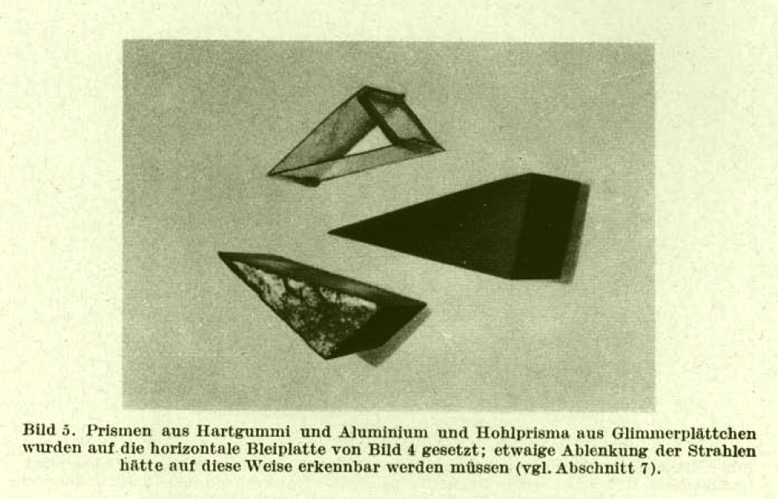 Bild 5. Prismen aus Hartgummi und Aluminium und Hohlprisma aus Glimmerplättchen
wurden auf die horizontale Bleiplatte von Bild 4 gesetzt; etwaige Ablenkung der Strahlen
hätte auf diese Weise erkennbar werden müssen (vgl. Abschnitt 7).